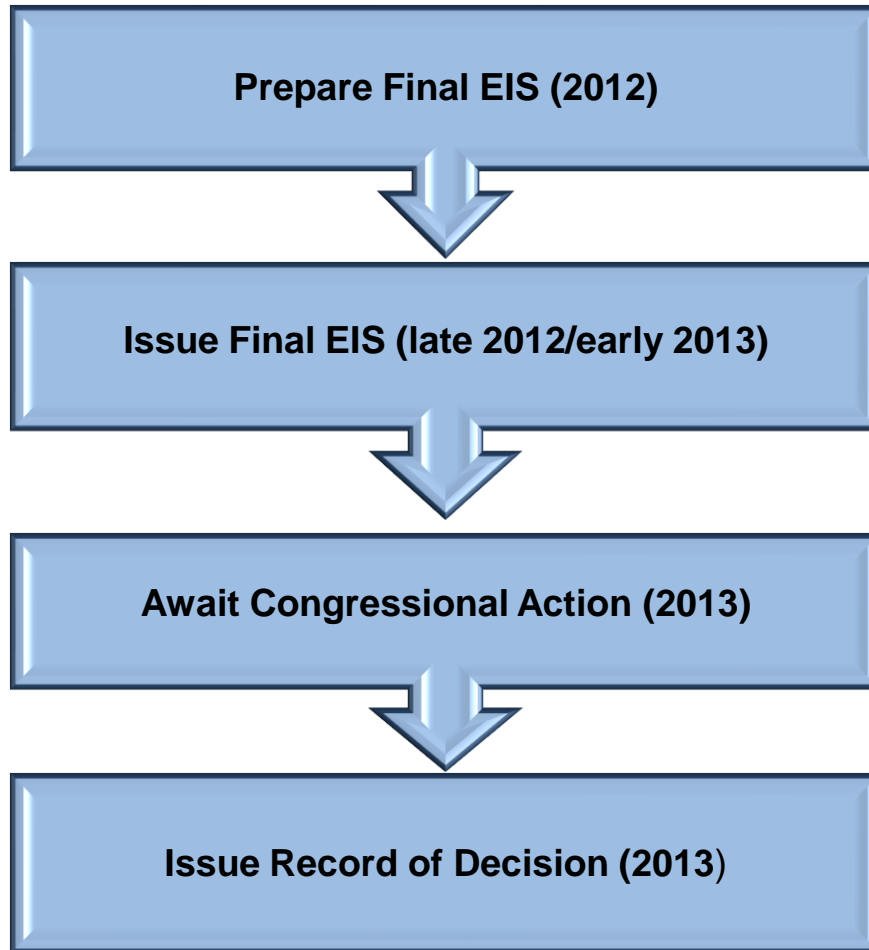 Prepare Final EIS (2012)
Issue Final EIS (late 2012/early 2013)
Await Congressional Action (2013)
Issue Record of Decision (2013)